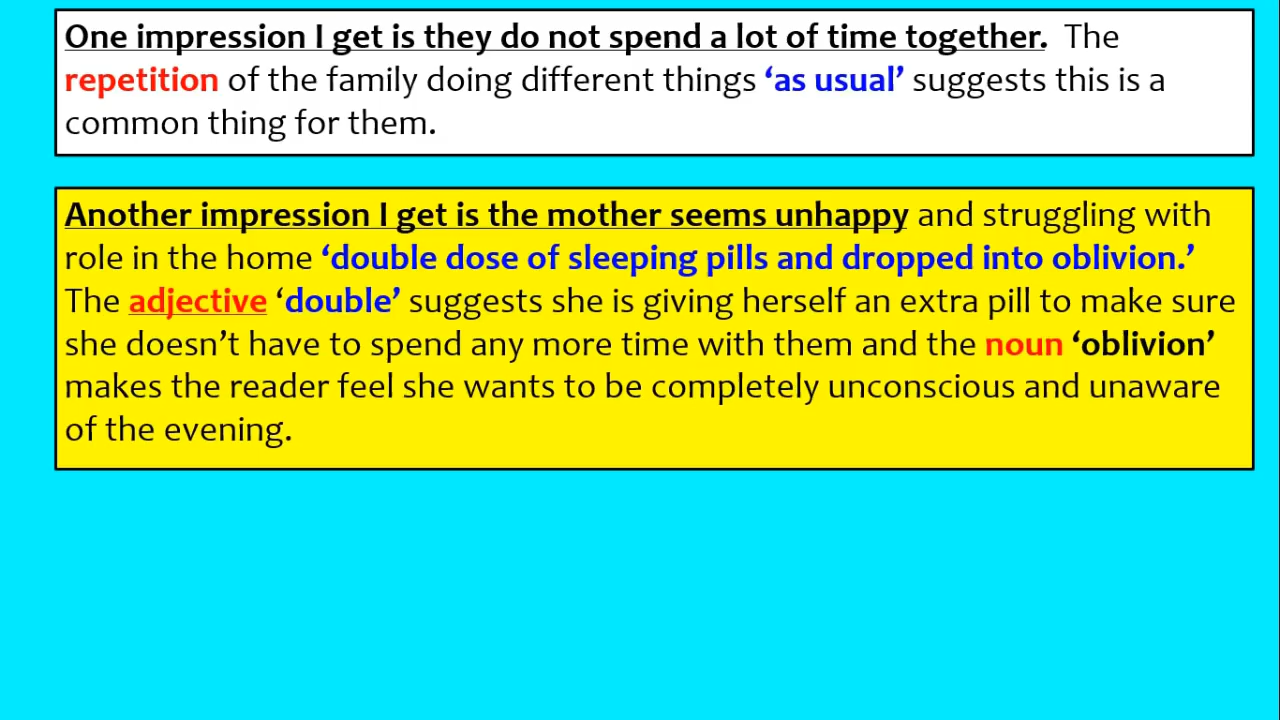 One impression I get is they do not spend a lot of time together. The
repetition of the family doing different things ‘as usual’ suggests this is a
common thing for them.
Another impression I get is the mother seems unhappy and struggling with
role in the home ‘double dose of sleeping pills and dropped into oblivion.’
The adjective ‘double’ suggests she is giving herself an extra pill to make sure
she doesn’t have to spend any more time with them and the noun ‘oblivion’
makes the reader feel she wants to be completely unconscious and unaware
of the evening.